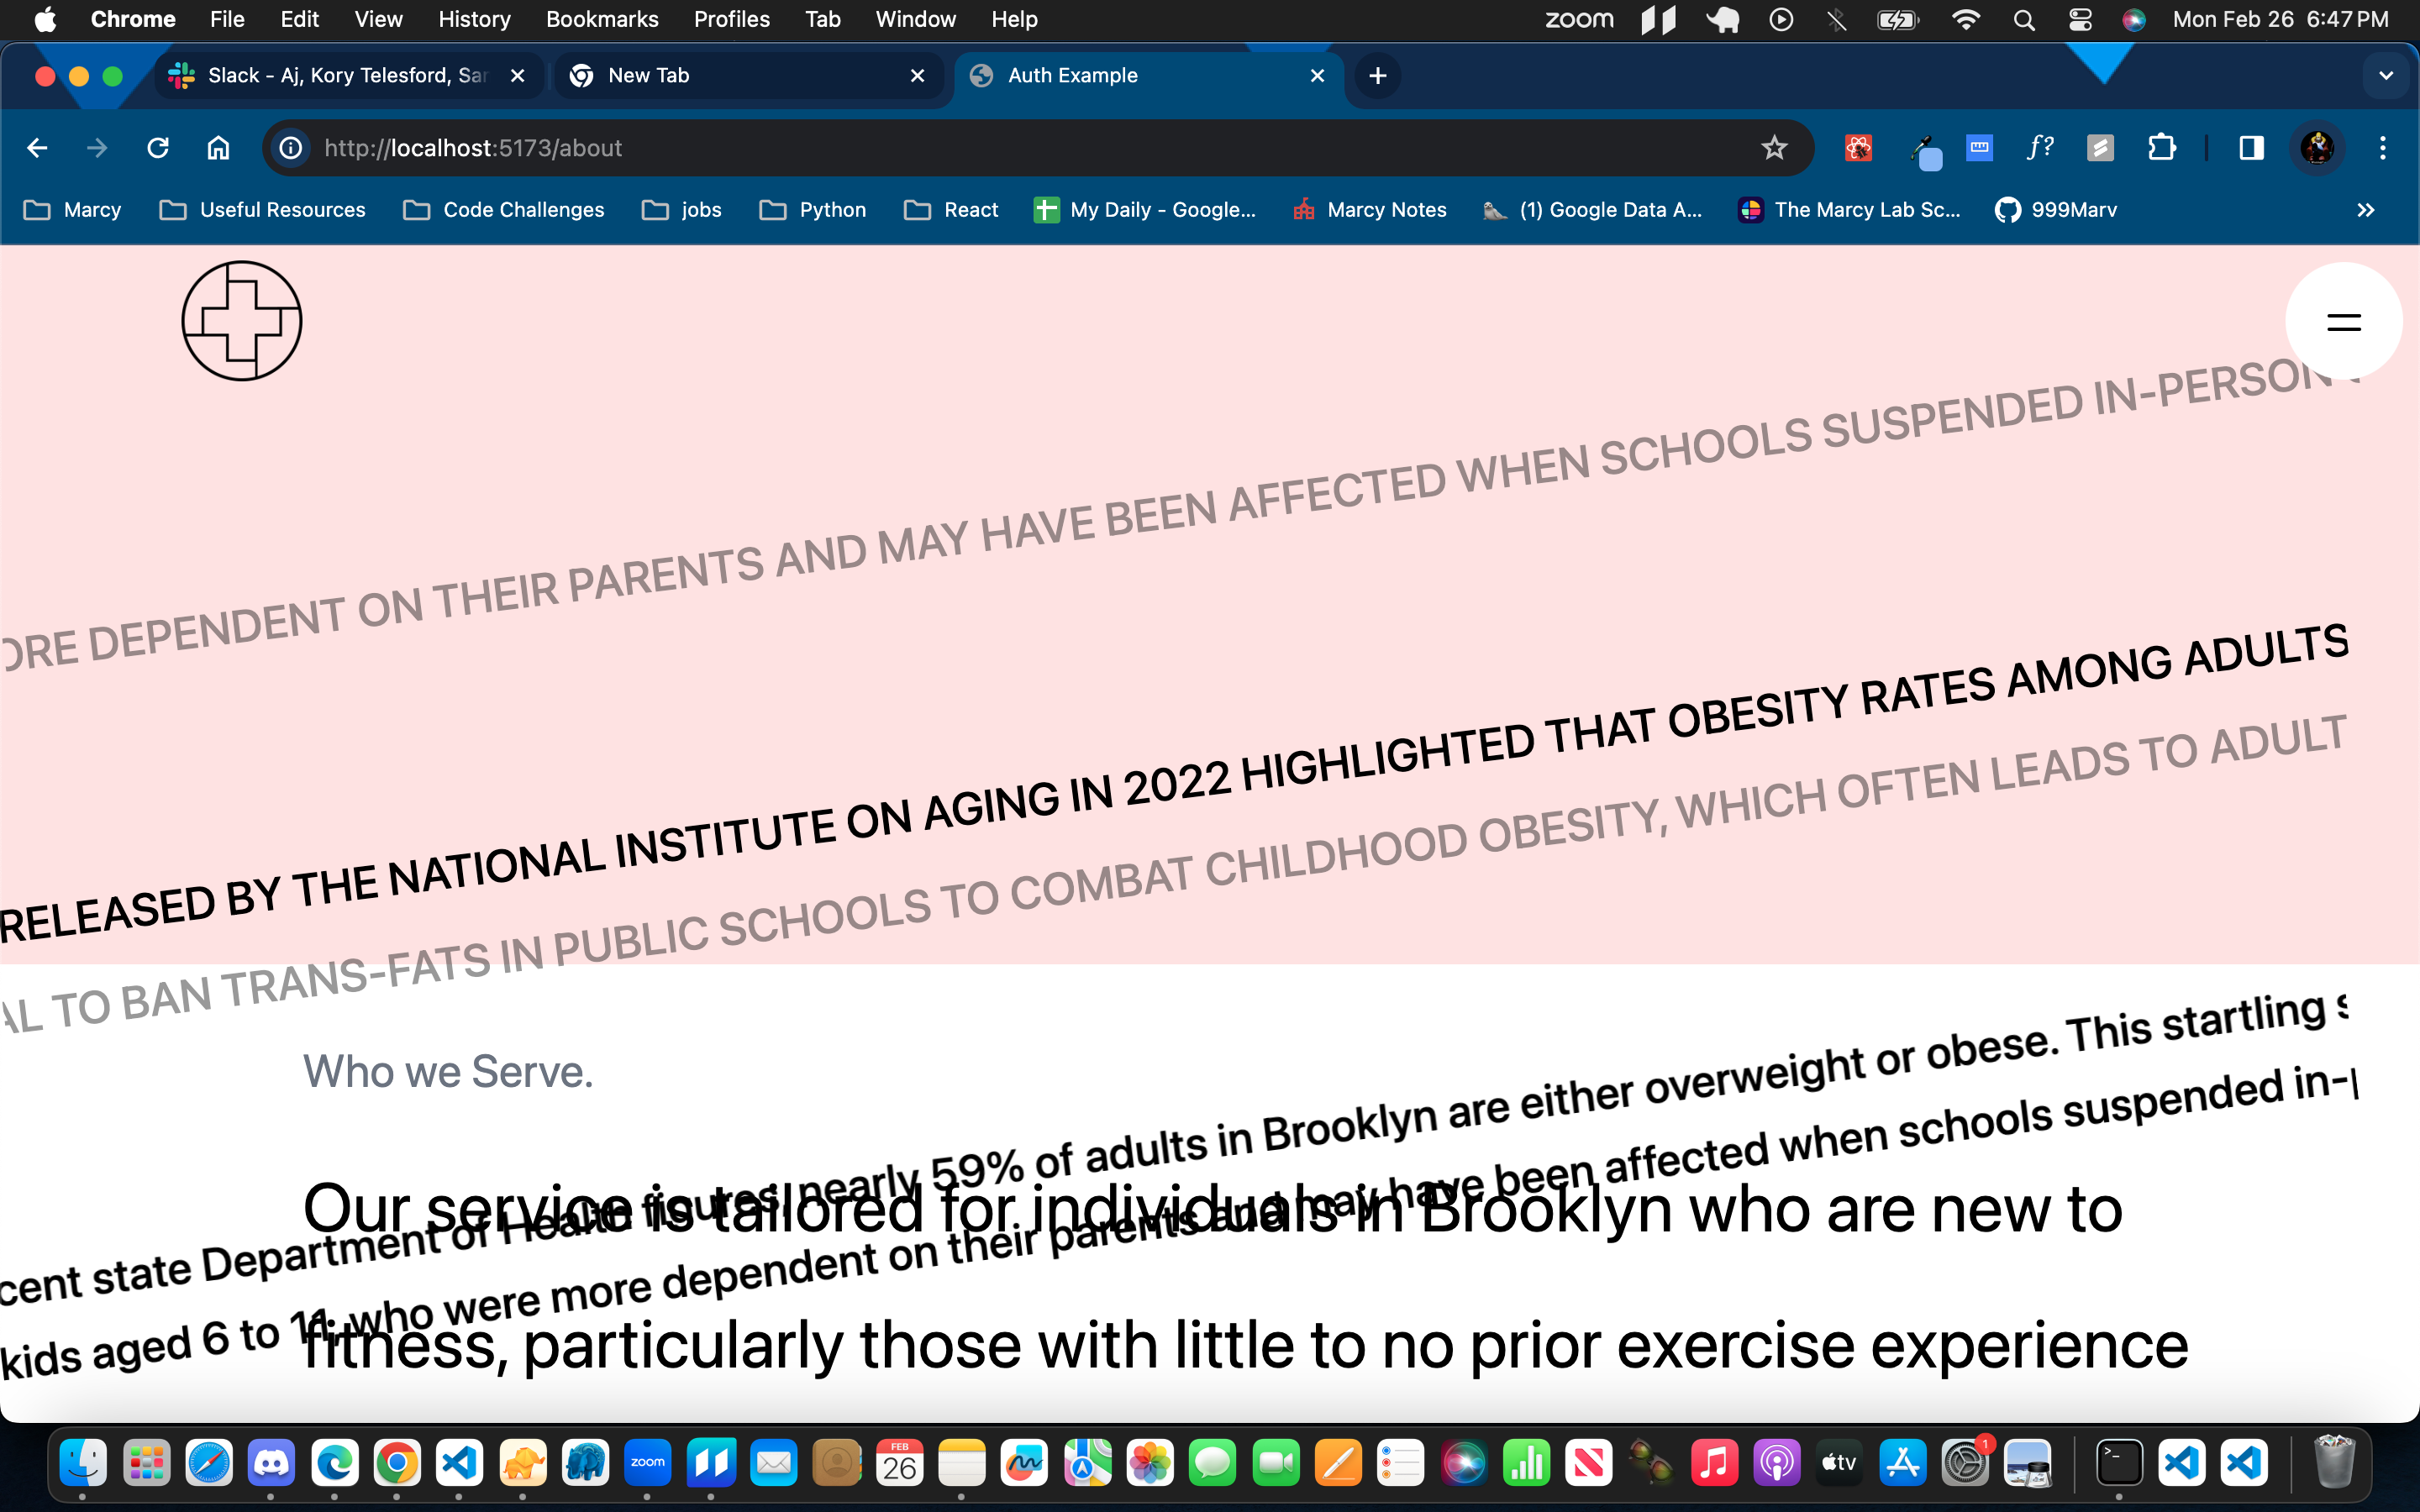 Chrome File Edit View History Bookmarks Profiles Tab Window Help zoom Mon Feb 26 6:47 PM
Slack - Aj, Kory Telesford, Sar New Tab Auth Example
http://localhost:5173/about
Marcy Useful Resources Code Challenges jobs Python React My Daily - Google... Marcy Notes (1) Google Data A... The Marcy Lab Sc... 999Marv
ORE DEPENDENT ON THEIR PARENTS AND MAY HAVE BEEN AFFECTED WHEN SCHOOLS SUSPENDED IN-PERSON
RELEASED BY THE NATIONAL INSTITUTE ON AGING IN 2022 HIGHLIGHTED THAT OBESITY RATES AMONG ADULTS
AL TO BAN TRANS-FATS IN PUBLIC SCHOOLS TO COMBAT CHILDHOOD OBESITY, WHICH OFTEN LEADS TO ADULT
Who we Serve.
cent state Department of Health figures, nearly 59% of adults in Brooklyn are either overweight or obese. This startling s
kids aged 6 to 11, who were more dependent on their parents and may have been affected when schools suspended in-p
Our service is tailored for individuals in Brooklyn who are new to
fitness, particularly those with little to no prior exercise experience
FEB
26
zoom
tv
1